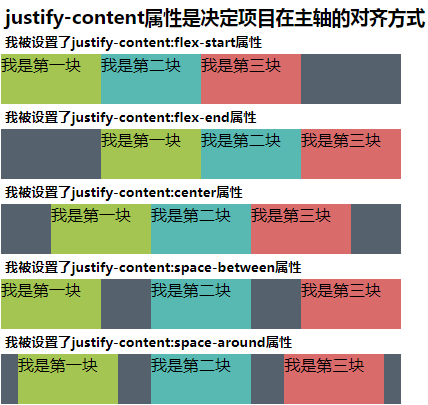 justify-content属性是决定项目在主轴的对齐方式
我被设置了justify-content:flex-start属性
我是第一块 我是第二块 我是第三块
我被设置了justify-content:flex-end属性
我是第一块 我是第二块 我是第三块
我被设置了justify-content:center属性
我是第一块 我是第二块 我是第三块
我被设置了justify-content:space-between属性
我是第一块 我是第二块 我是第三块
我被设置了justify-content:space-around属性
我是第一块 我是第二块 我是第三块